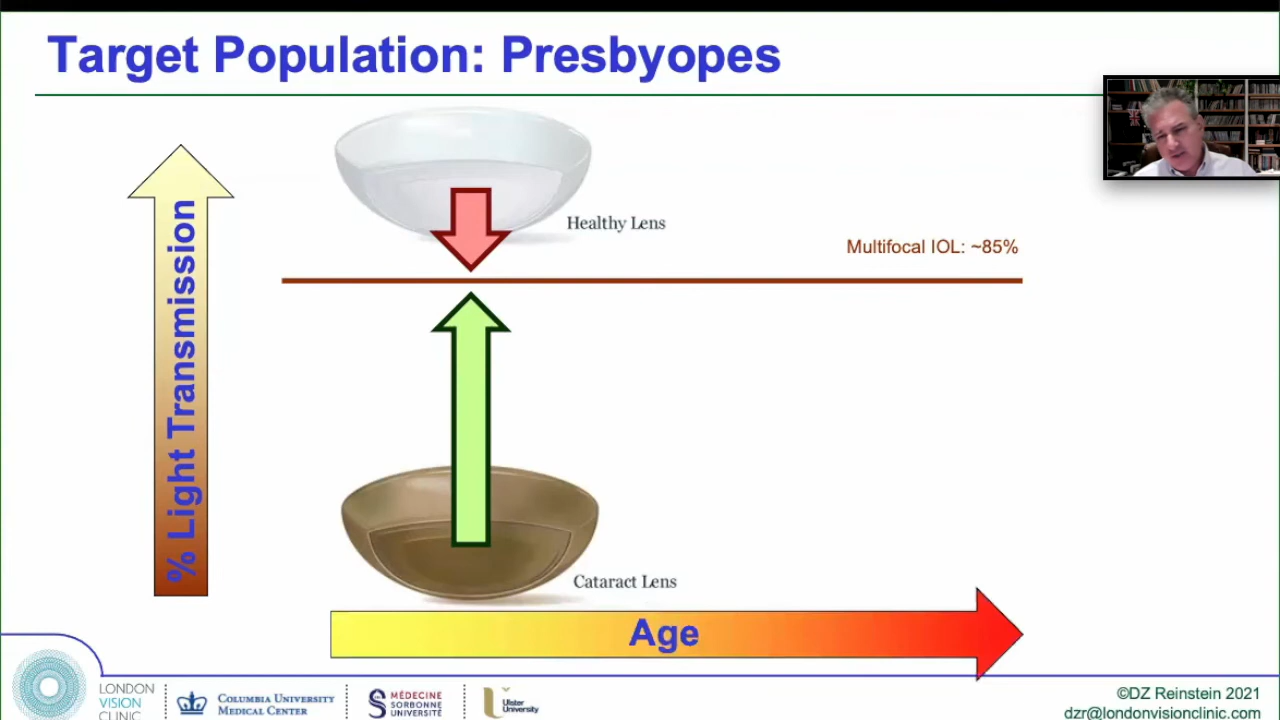 Target Population: Presbyopes
% Light Transmission
Healthy Lens
Multifocal IOL: ~85%
Cataract Lens
Age
LONDON
VISION
CLINIC
COLUMBIA UNIVERSITY
MEDICAL CENTER
MÉDECINE
SORBONNE
UNIVERSITÉ
Ulster
University
©DZ Reinstein 2021
dzr@londonvisionclinic.com